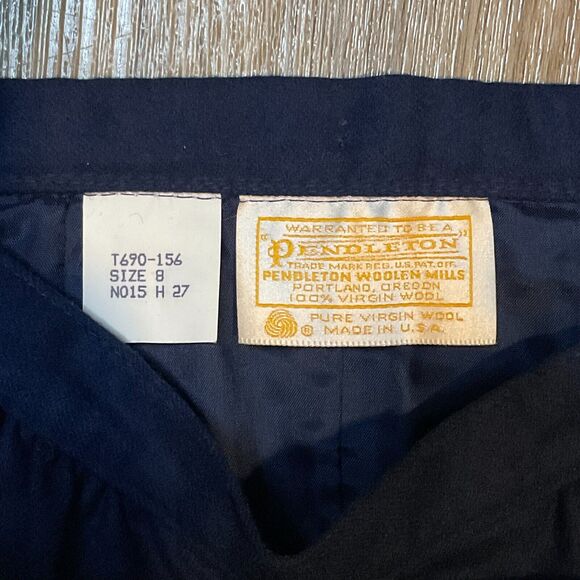 T690-156
SIZE 8
N015 H 27
WARRANTED TO BE A
"PENDLETON"
TRADE MARK REG. U.S. PAT. OFF.
PENDLETON WOOLEN MILLS
PORTLAND, OREGON
100% VIRGIN WOOL
® PURE VIRGIN WOOL
MADE IN U.S.A.